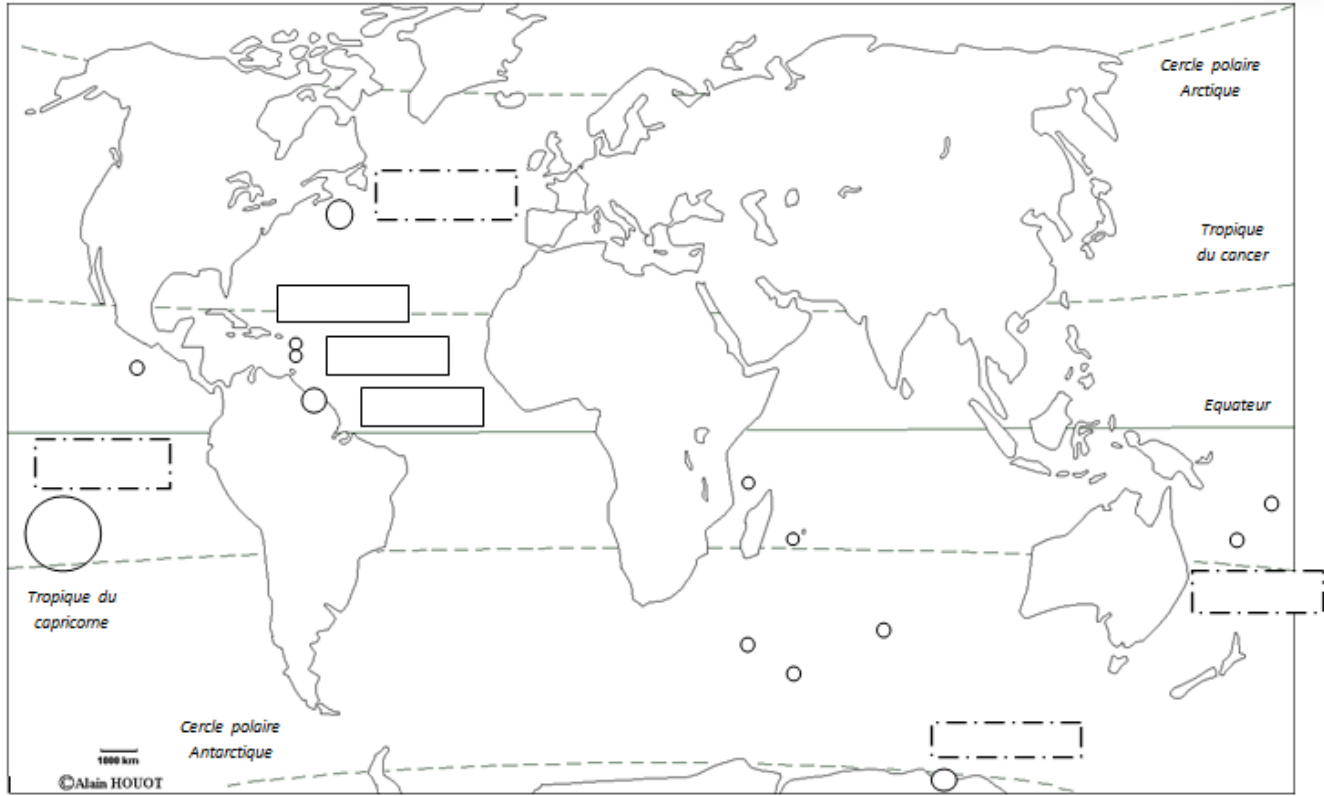 Cercle polaire
Arctique
Tropique
du cancer
Equateur
Tropique du
capricorne
Cercle polaire
Antarctique
1000 km
©Alain HOUOT